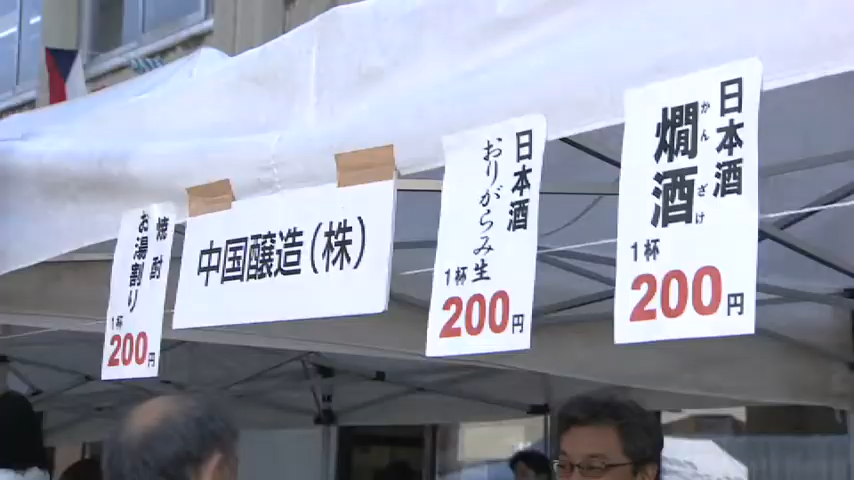 焼酎
お湯割り
1杯
200円
中国醸造(株)
日本酒
おりがらみ生
1杯
200円
日本酒
燗酒
かんざけ
1杯
200円